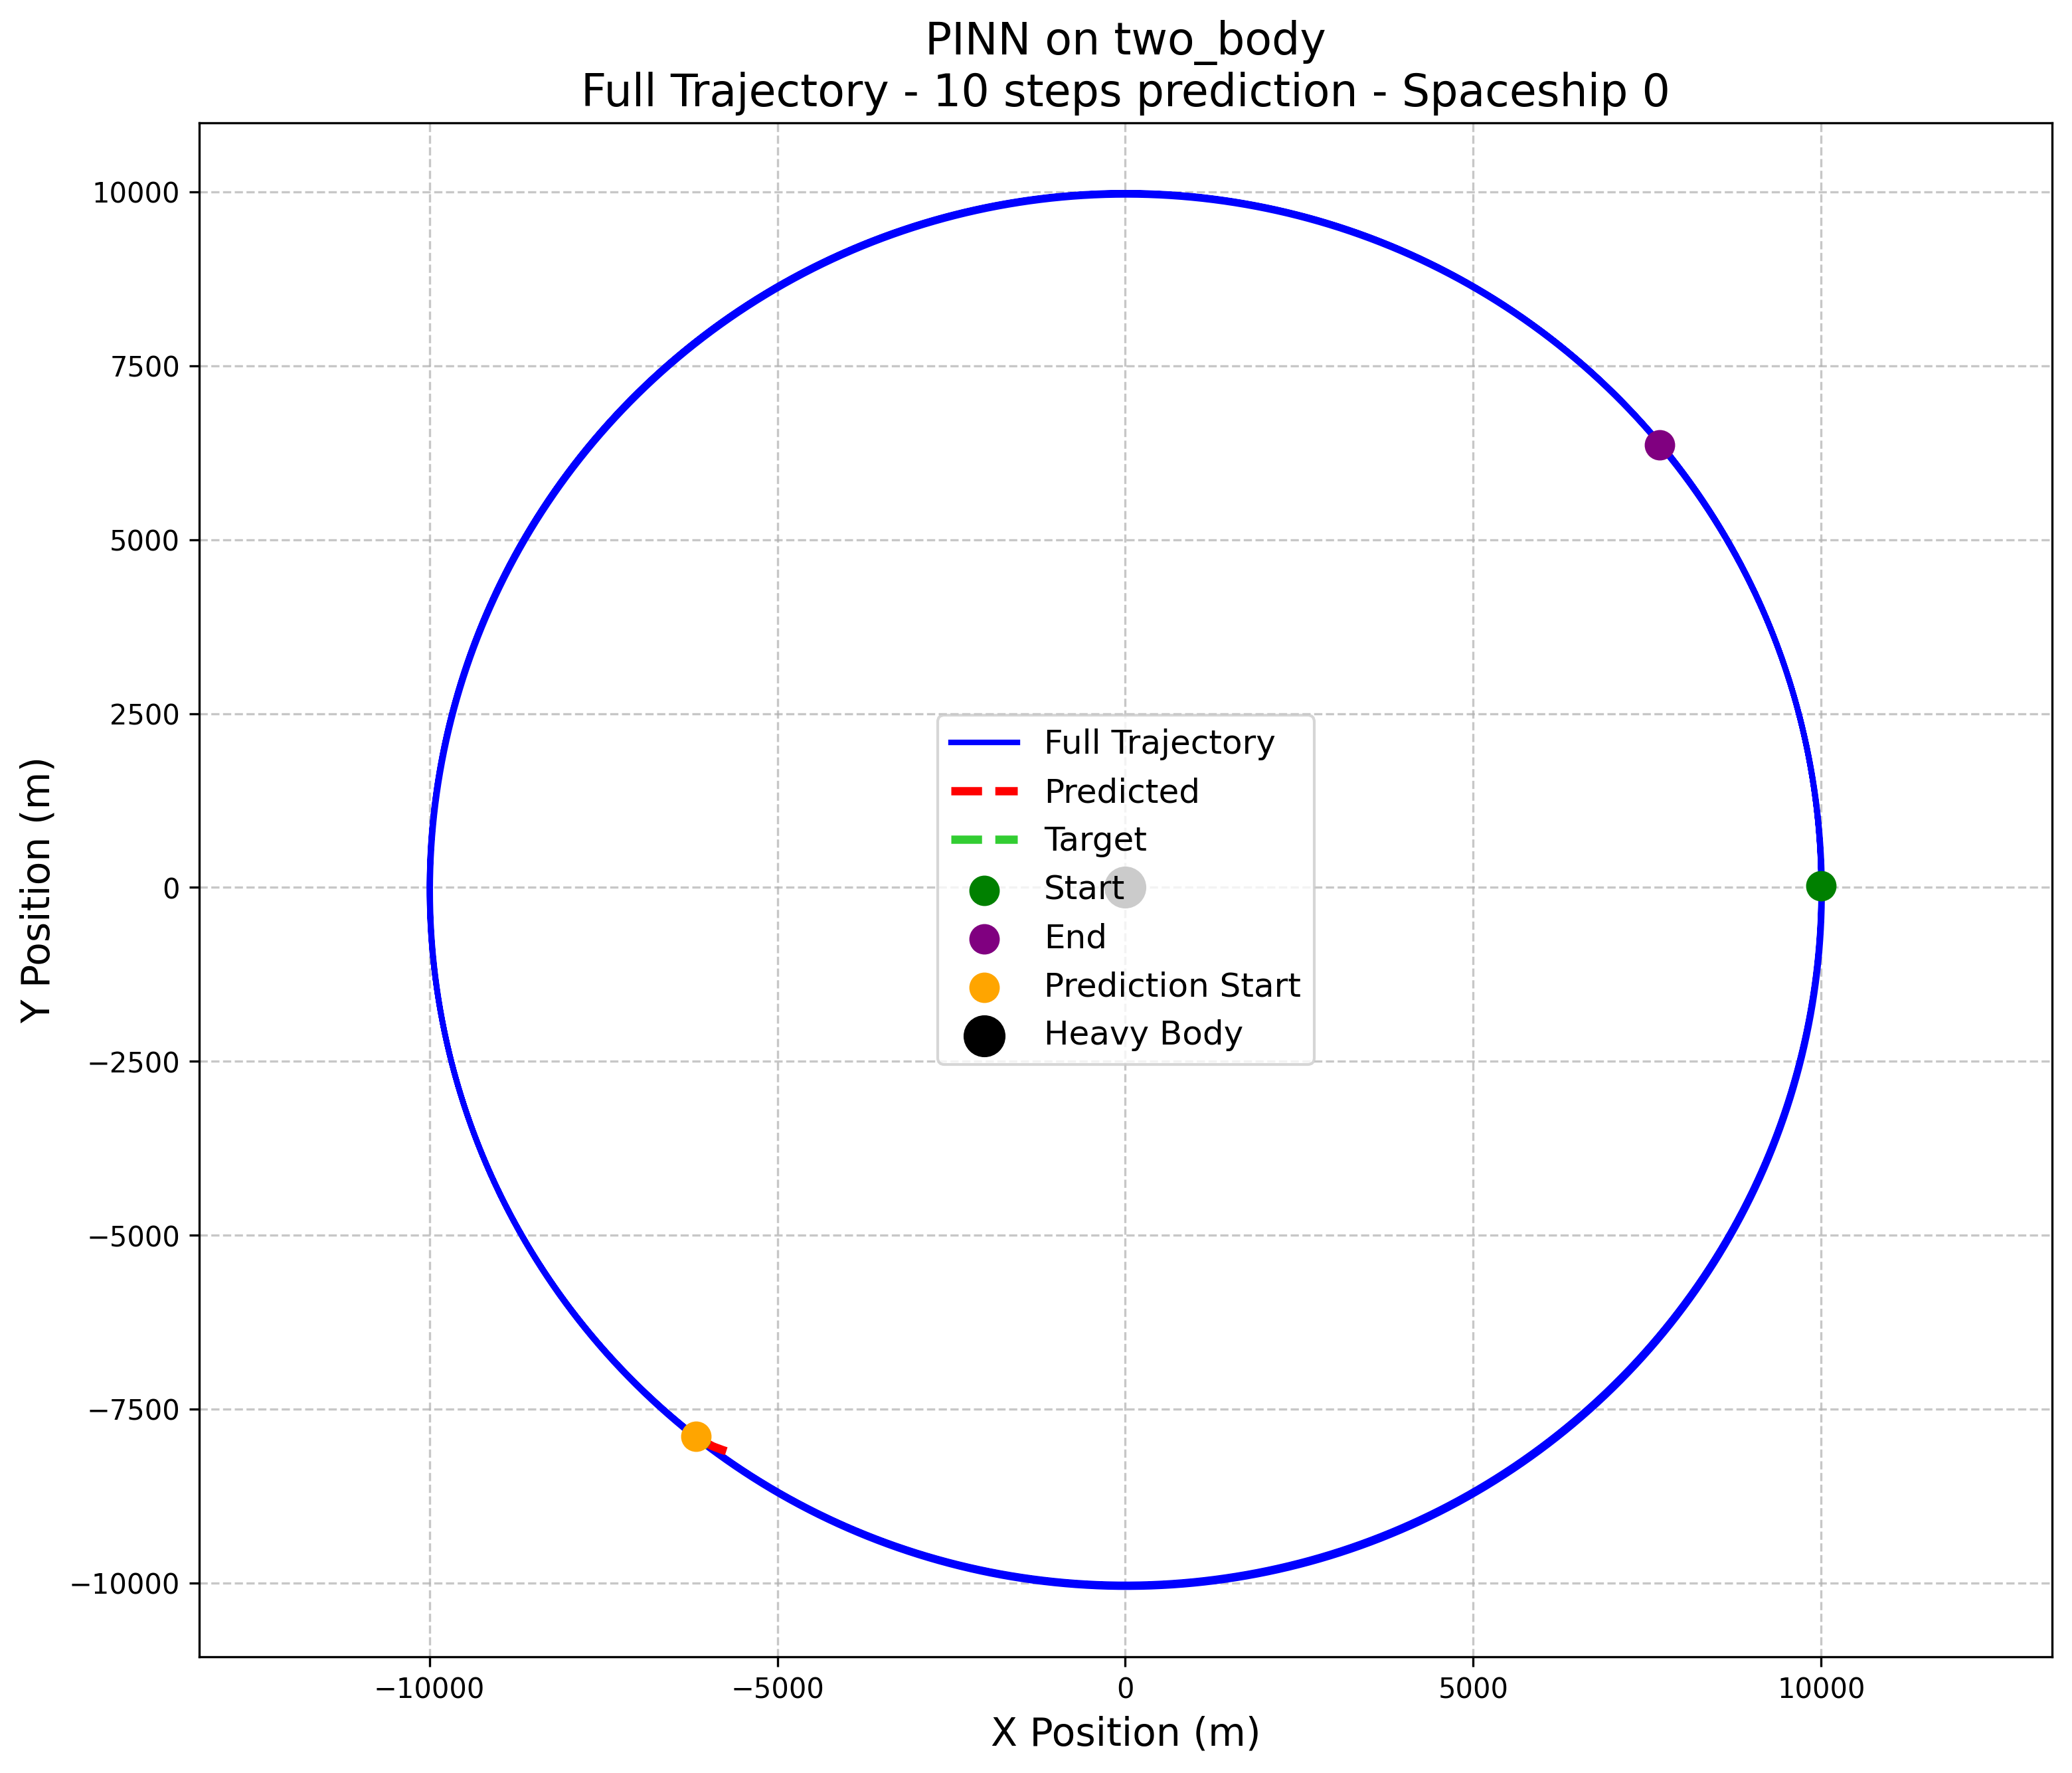 PINN on two_body
Full Trajectory - 10 steps prediction - Spaceship 0
10000
7500
5000
2500
0
−2500
−5000
−7500
−10000
Y Position (m)
Full Trajectory
Predicted
Target
Start
End
Prediction Start
Heavy Body
−10000
−5000
0
5000
10000
X Position (m)